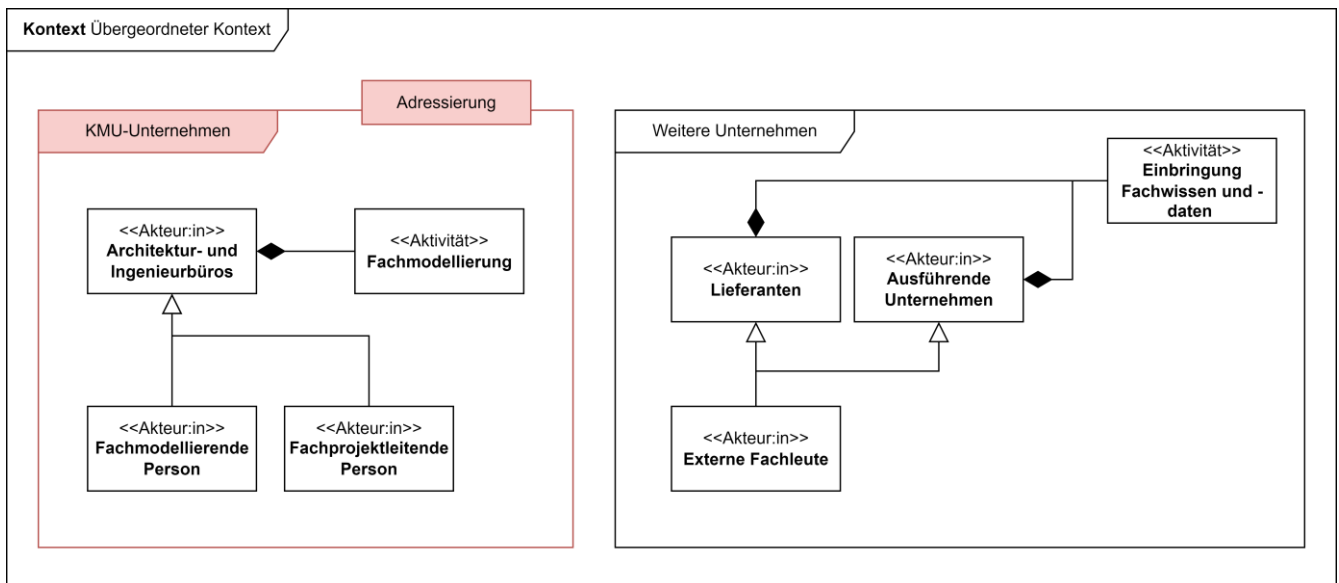 Kontext Übergeordneter Kontext
Adressierung
KMU-Unternehmen
<<Akteur:in>>
Architektur- und
Ingenieurbüros
<<Aktivität>>
Fachmodellierung
<<Akteur:in>>
Fachmodellierende
Person
<<Akteur:in>>
Fachprojektleitende
Person
Weitere Unternehmen
<<Aktivität>>
Einbringung
Fachwissen und -
daten
<<Akteur:in>>
Lieferanten
<<Akteur:in>>
Ausführende
Unternehmen
<<Akteur:in>>
Externe Fachleute